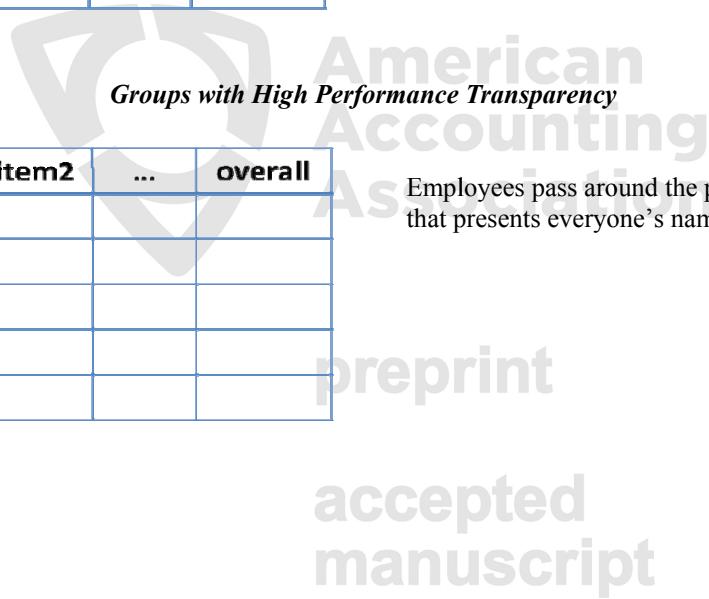 American
Accounting
Association
Groups with High Performance Transparency
item2 ... overall
Employees pass around the
that presents everyone's
preprint
accepted
manuscript